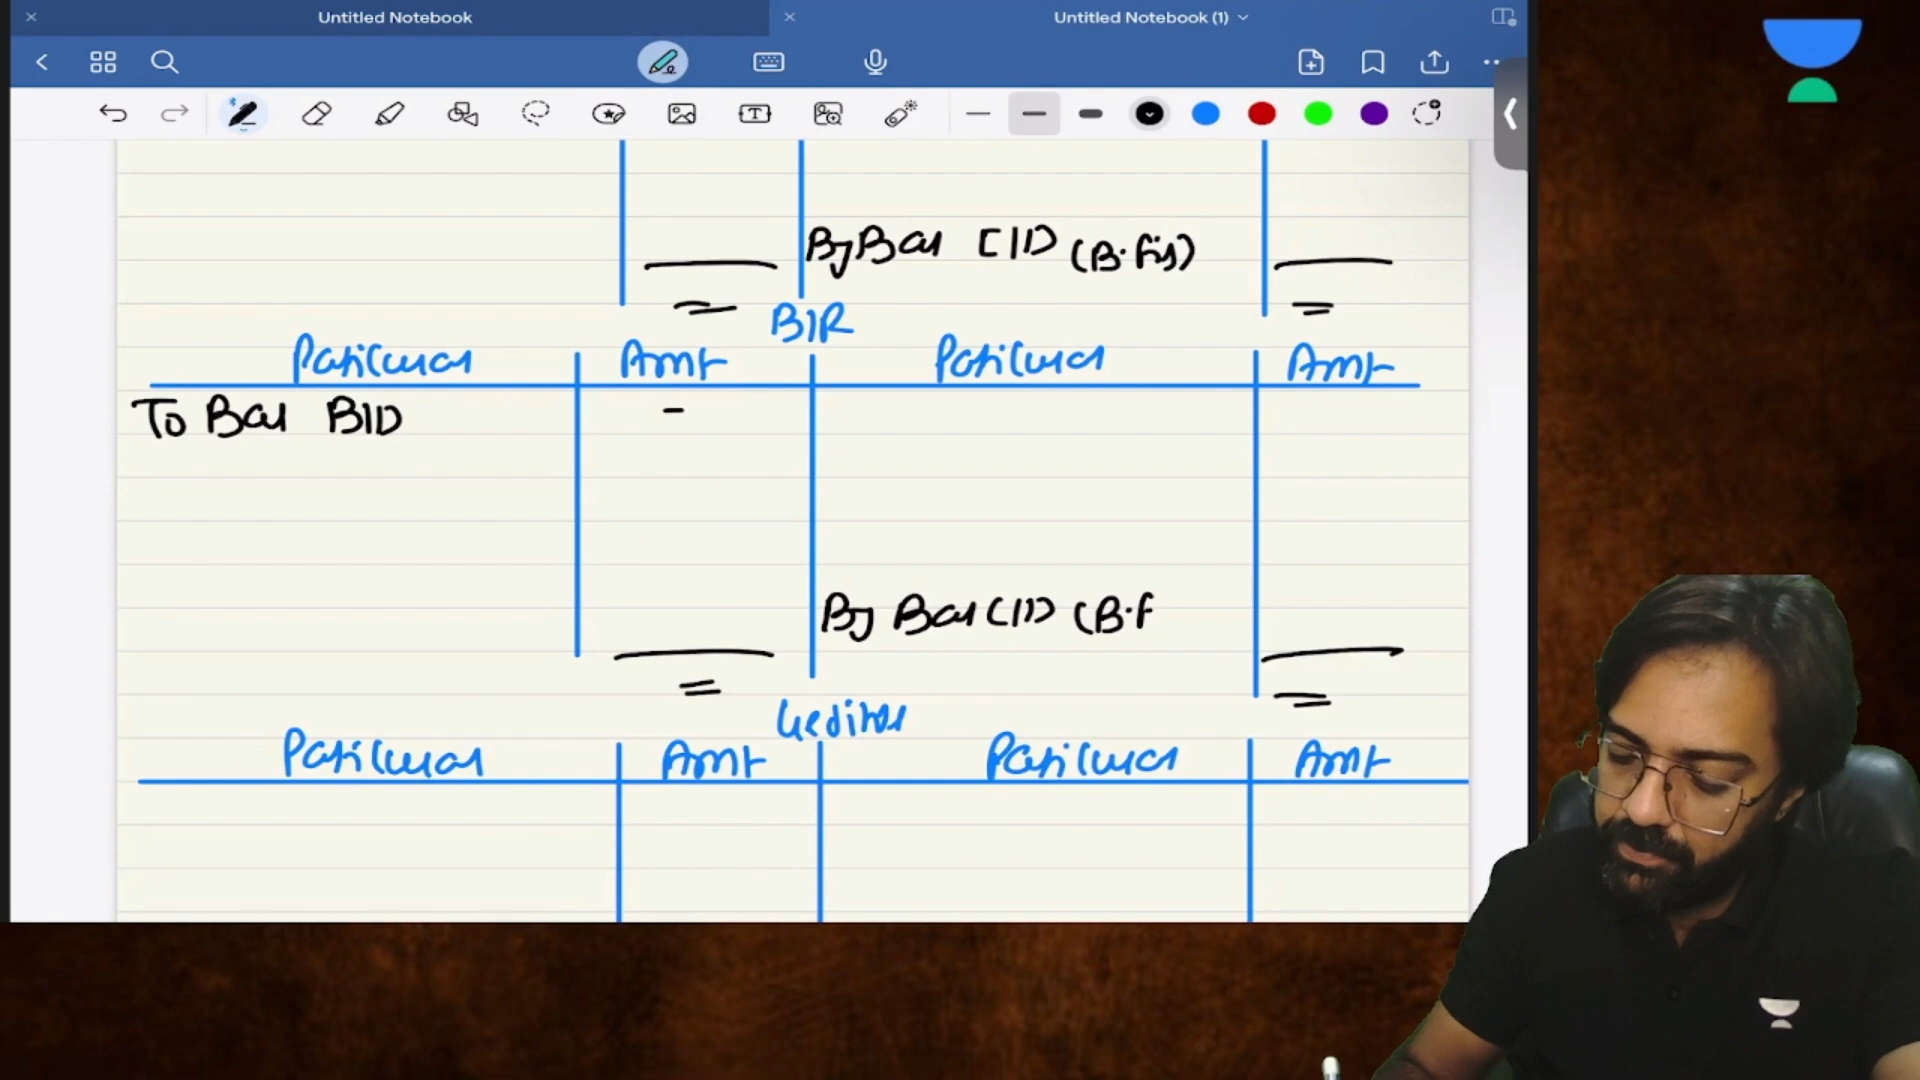 Untitled Notebook
Untitled Notebook (1)
By Bal C/D (B.fig)
B/R
Particular Amt Particular Amt
To Bal B/D -
By Bal C/D (B.f
Creditor
Particular Amt Particular Amt